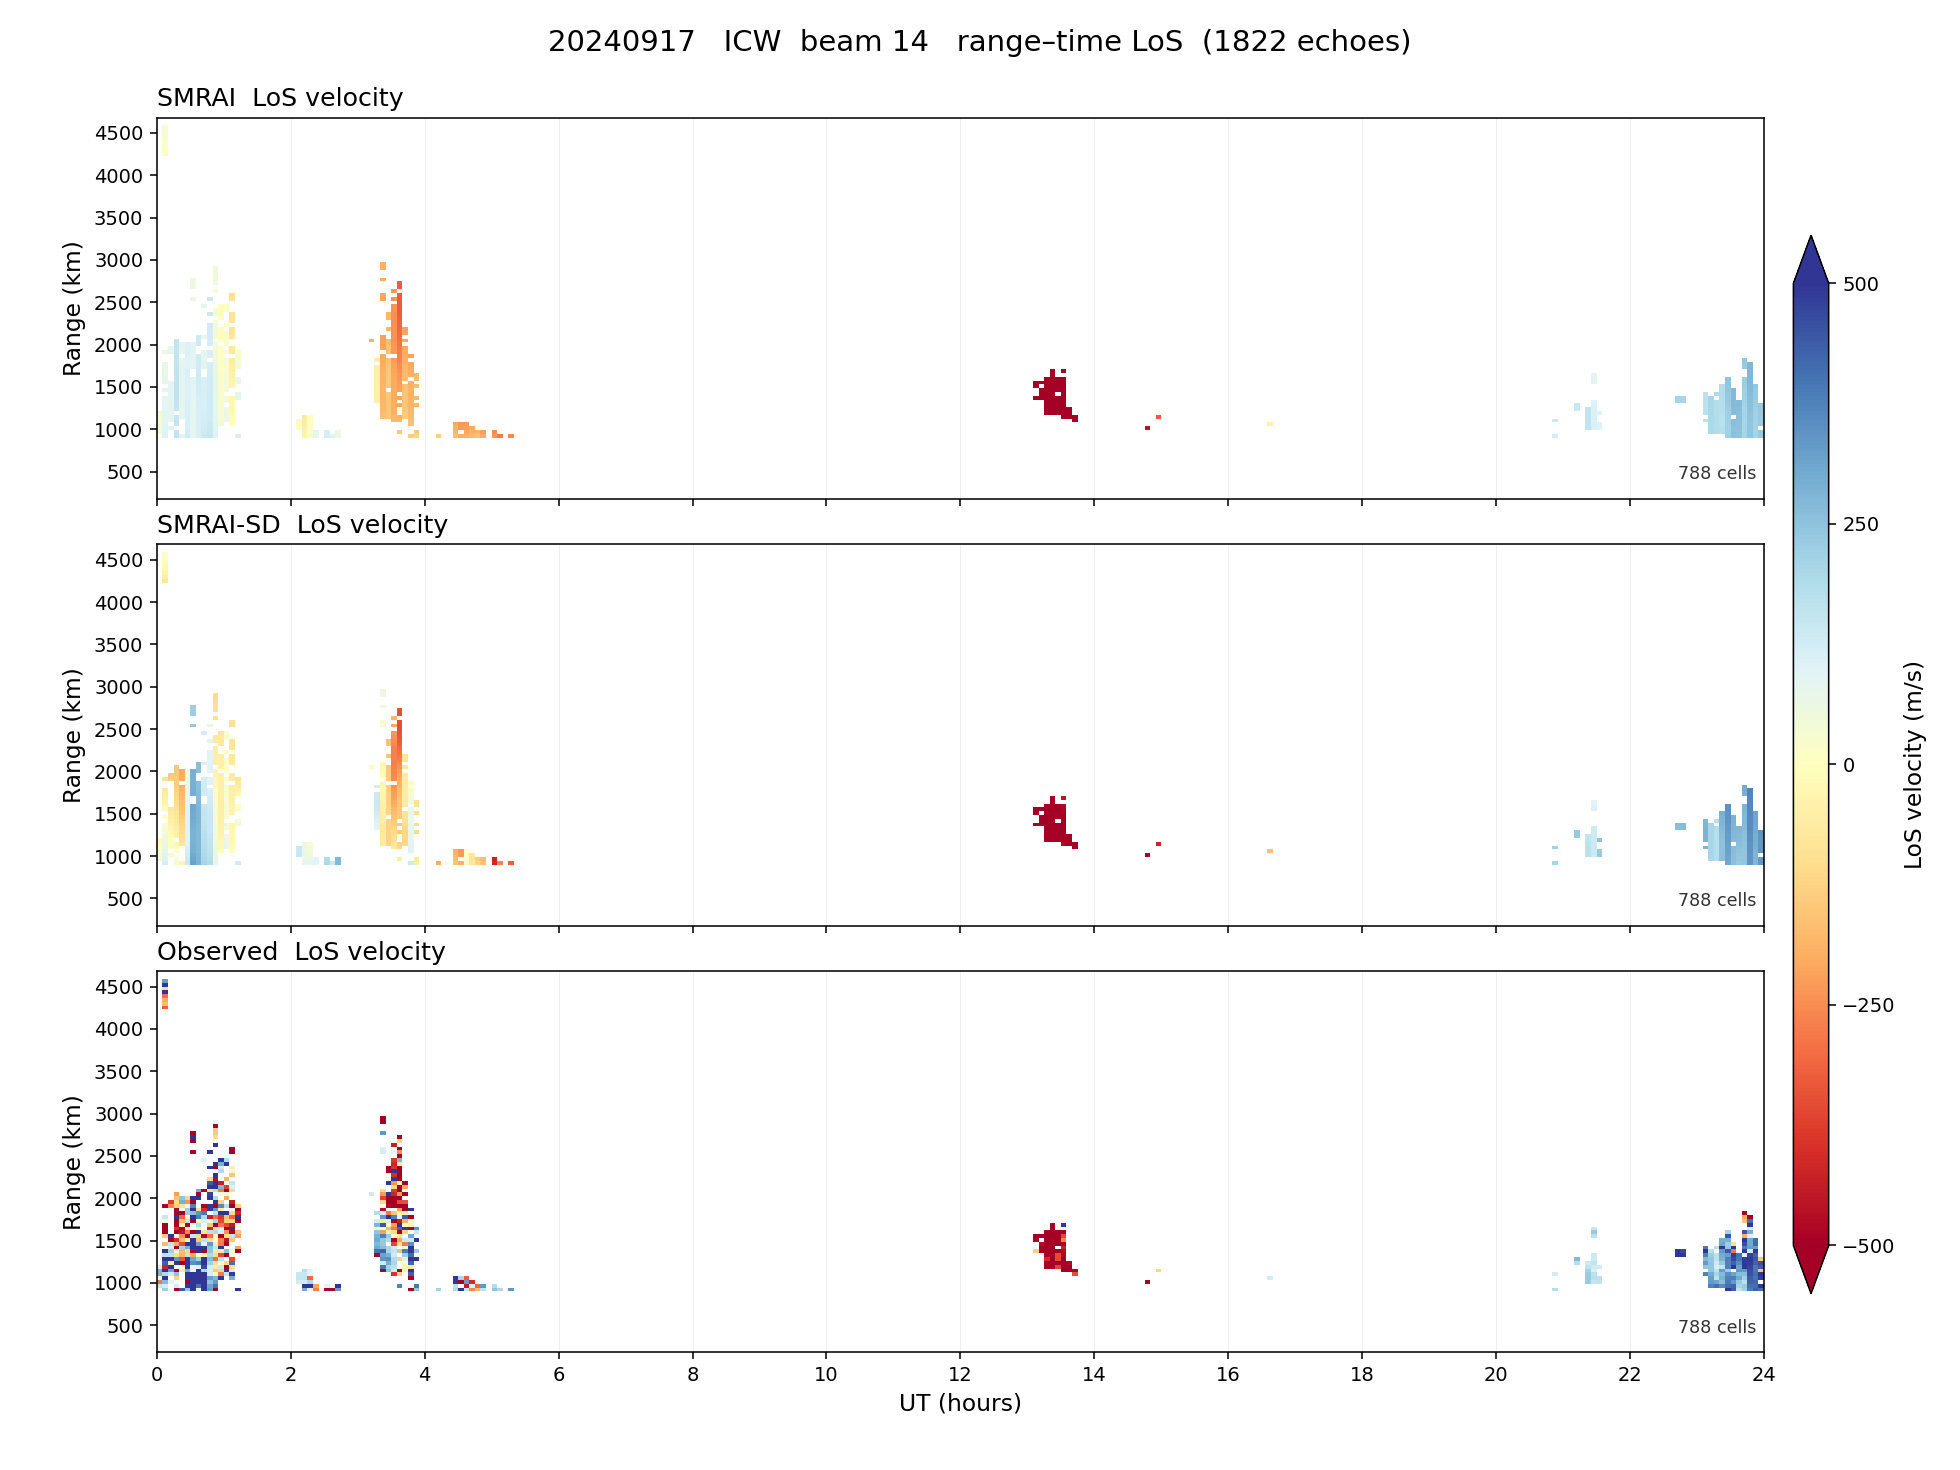 20240917   ICW  beam 14   range–time LoS  (1822 echoes)
SMRAI  LoS velocity
4500
4000
3500
3000
2500
2000
1500
1000
500
Range (km)
788 cells
SMRAI-SD  LoS velocity
4500
4000
3500
3000
2500
2000
1500
1000
500
Range (km)
788 cells
Observed  LoS velocity
4500
4000
3500
3000
2500
2000
1500
1000
500
Range (km)
788 cells
0 2 4 6 8 10 12 14 16 18 20 22 24
UT (hours)
500
250
0
−250
−500
LoS velocity (m/s)